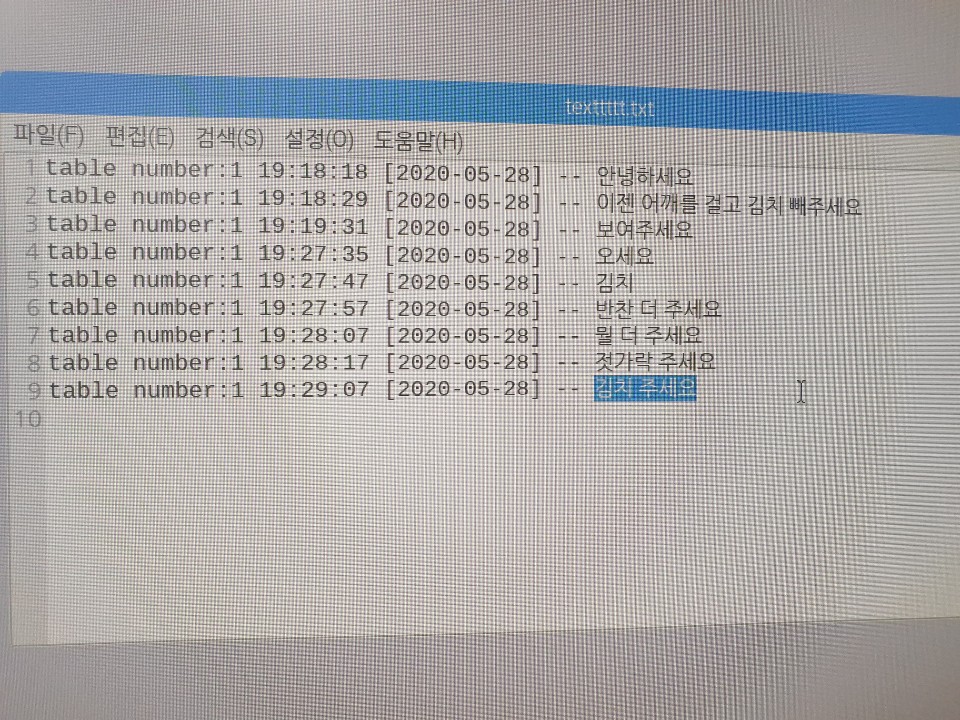 texttttt.txt
파일(F) 편집(E) 검색(S) 설정(O) 도움말(H)
1 table number:1 19:18:18 [2020-05-28] -- 안녕하세요
2 table number:1 19:18:29 [2020-05-28] -- 이젠 어깨를 걸고 김치 빼주세요
3 table number:1 19:19:31 [2020-05-28] -- 보여주세요
4 table number:1 19:27:35 [2020-05-28] -- 오세요
5 table number:1 19:27:47 [2020-05-28] -- 김치
6 table number:1 19:27:57 [2020-05-28] -- 반찬 더 주세요
7 table number:1 19:28:07 [2020-05-28] -- 뭘 더 주세요
8 table number:1 19:28:17 [2020-05-28] -- 젓가락 주세요
9 table number:1 19:29:07 [2020-05-28] -- 김치 주세요
10